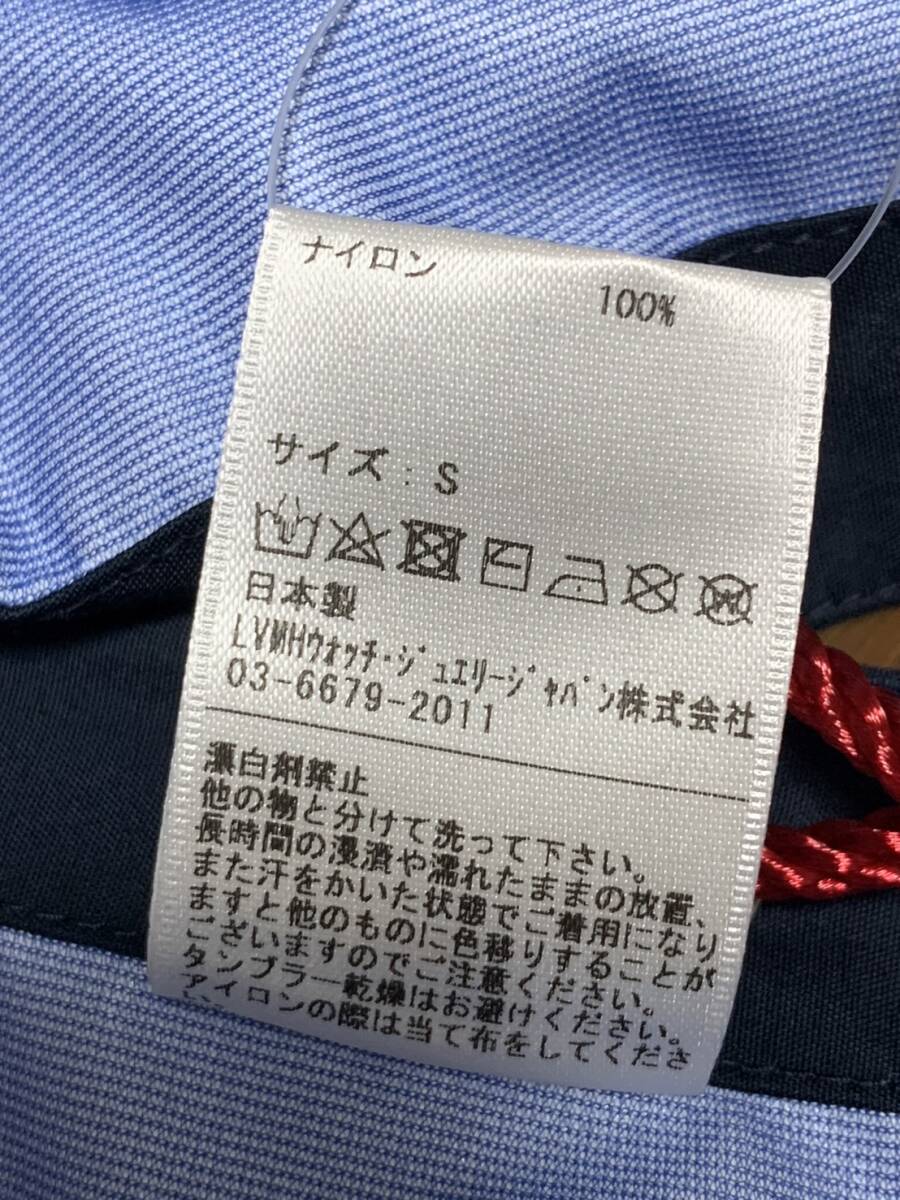 ナイロン
100%
サイズ:S
日本製
LVMHｳｫｯﾁ･ｼﾞｭｴﾘｰｼﾞｬﾊﾟﾝ株式会社
03-6679-2011
漂白剤禁止
他の物と分けて洗って下さい。
長時間の浸漬や濡れたままの放置、
また汗をかいた状態でご着用になり
ますと他のものに色移りすることが
ございますのでご注意ください。
タンブラー乾燥はお避けください。
アイロンの際は当て布をしてくださ